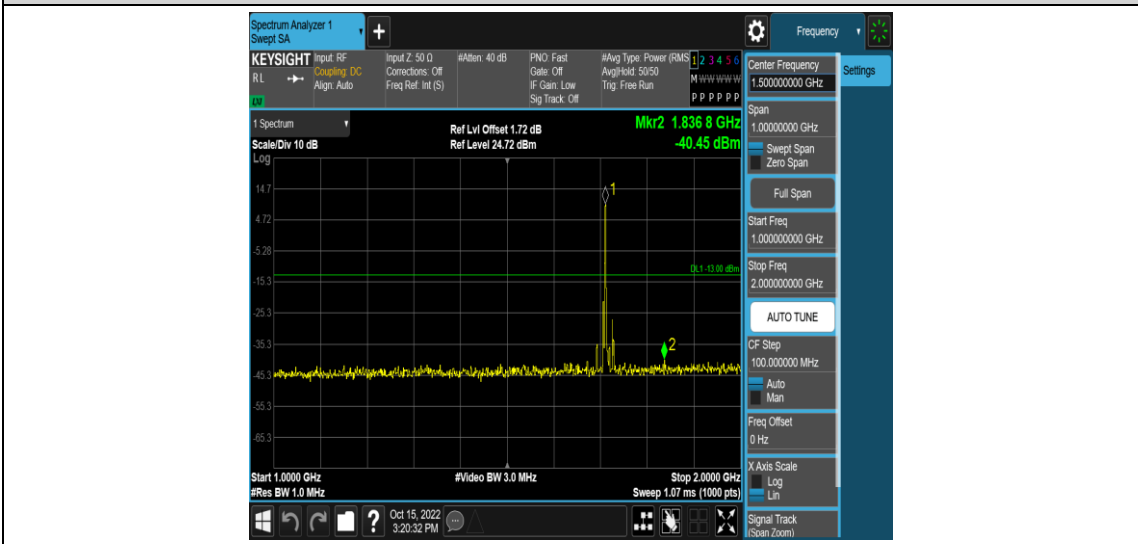 Spectrum Analyzer 1
Swept SA
Frequency
KEYSIGHT
RL
LXI
Input: RF
Coupling: DC
Align: Auto
Input Z: 50 Ω
Corrections: Off
Freq Ref: Int (S)
#Atten: 40 dB
PNO: Fast
Gate: Off
IF Gain: Low
Sig Track: Off
#Avg Type: Power (RMS
Avg|Hold: 50/50
Trig: Free Run
1 2 3 4 5 6
M W W W W W
P P P P P P
Center Frequency
1.500000000 GHz
Settings
Span
1.00000000 GHz
Swept Span
Zero Span
Full Span
Start Freq
1.000000000 GHz
Stop Freq
2.000000000 GHz
AUTO TUNE
CF Step
100.000000 MHz
Auto
Man
Freq Offset
0 Hz
X Axis Scale
Log
Lin
Signal Track
(Span Zoom)
1 Spectrum
Scale/Div 10 dB
Log
Ref Lvl Offset 1.72 dB
Ref Level 24.72 dBm
Mkr2 1.836 8 GHz
-40.45 dBm
14.7
4.72
-5.28
-15.3
-25.3
-35.3
-45.3
-55.3
-65.3
1
DL1 -13.00 dBm
2
Start 1.0000 GHz
#Res BW 1.0 MHz
#Video BW 3.0 MHz
Stop 2.0000 GHz
Sweep 1.07 ms (1000 pts)
Oct 15, 2022
3:20:32 PM